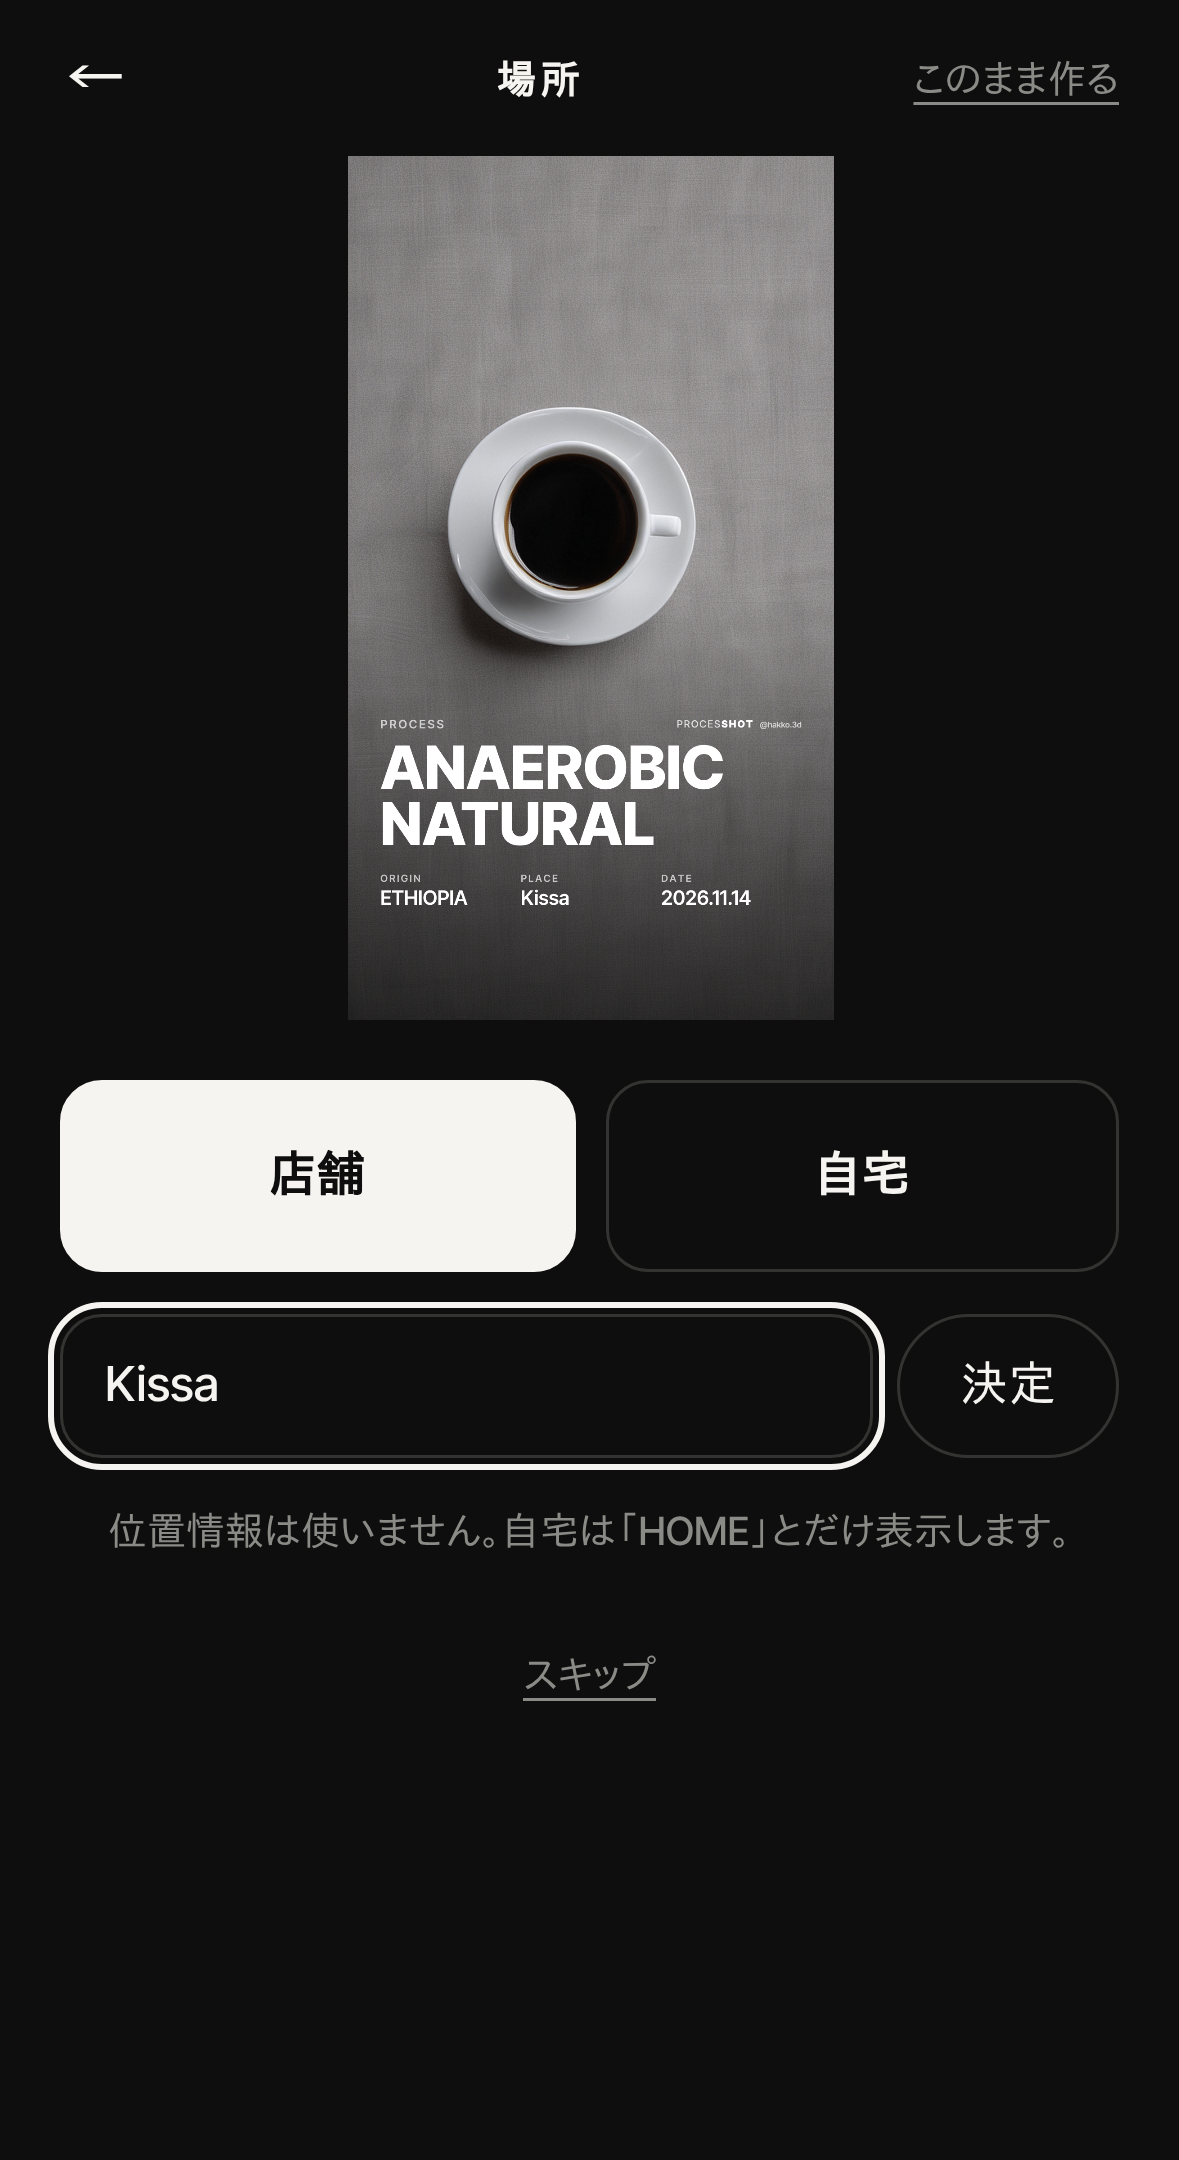 ←
場所
このまま作る
PROCESS
PROCESSHOT @hakko.3d
ANAEROBIC
NATURAL
ORIGIN PLACE DATE
ETHIOPIA Kissa 2026.11.14
店舗
自宅
Kissa
決定
位置情報は使いません。自宅は「HOME」とだけ表示します。
スキップ